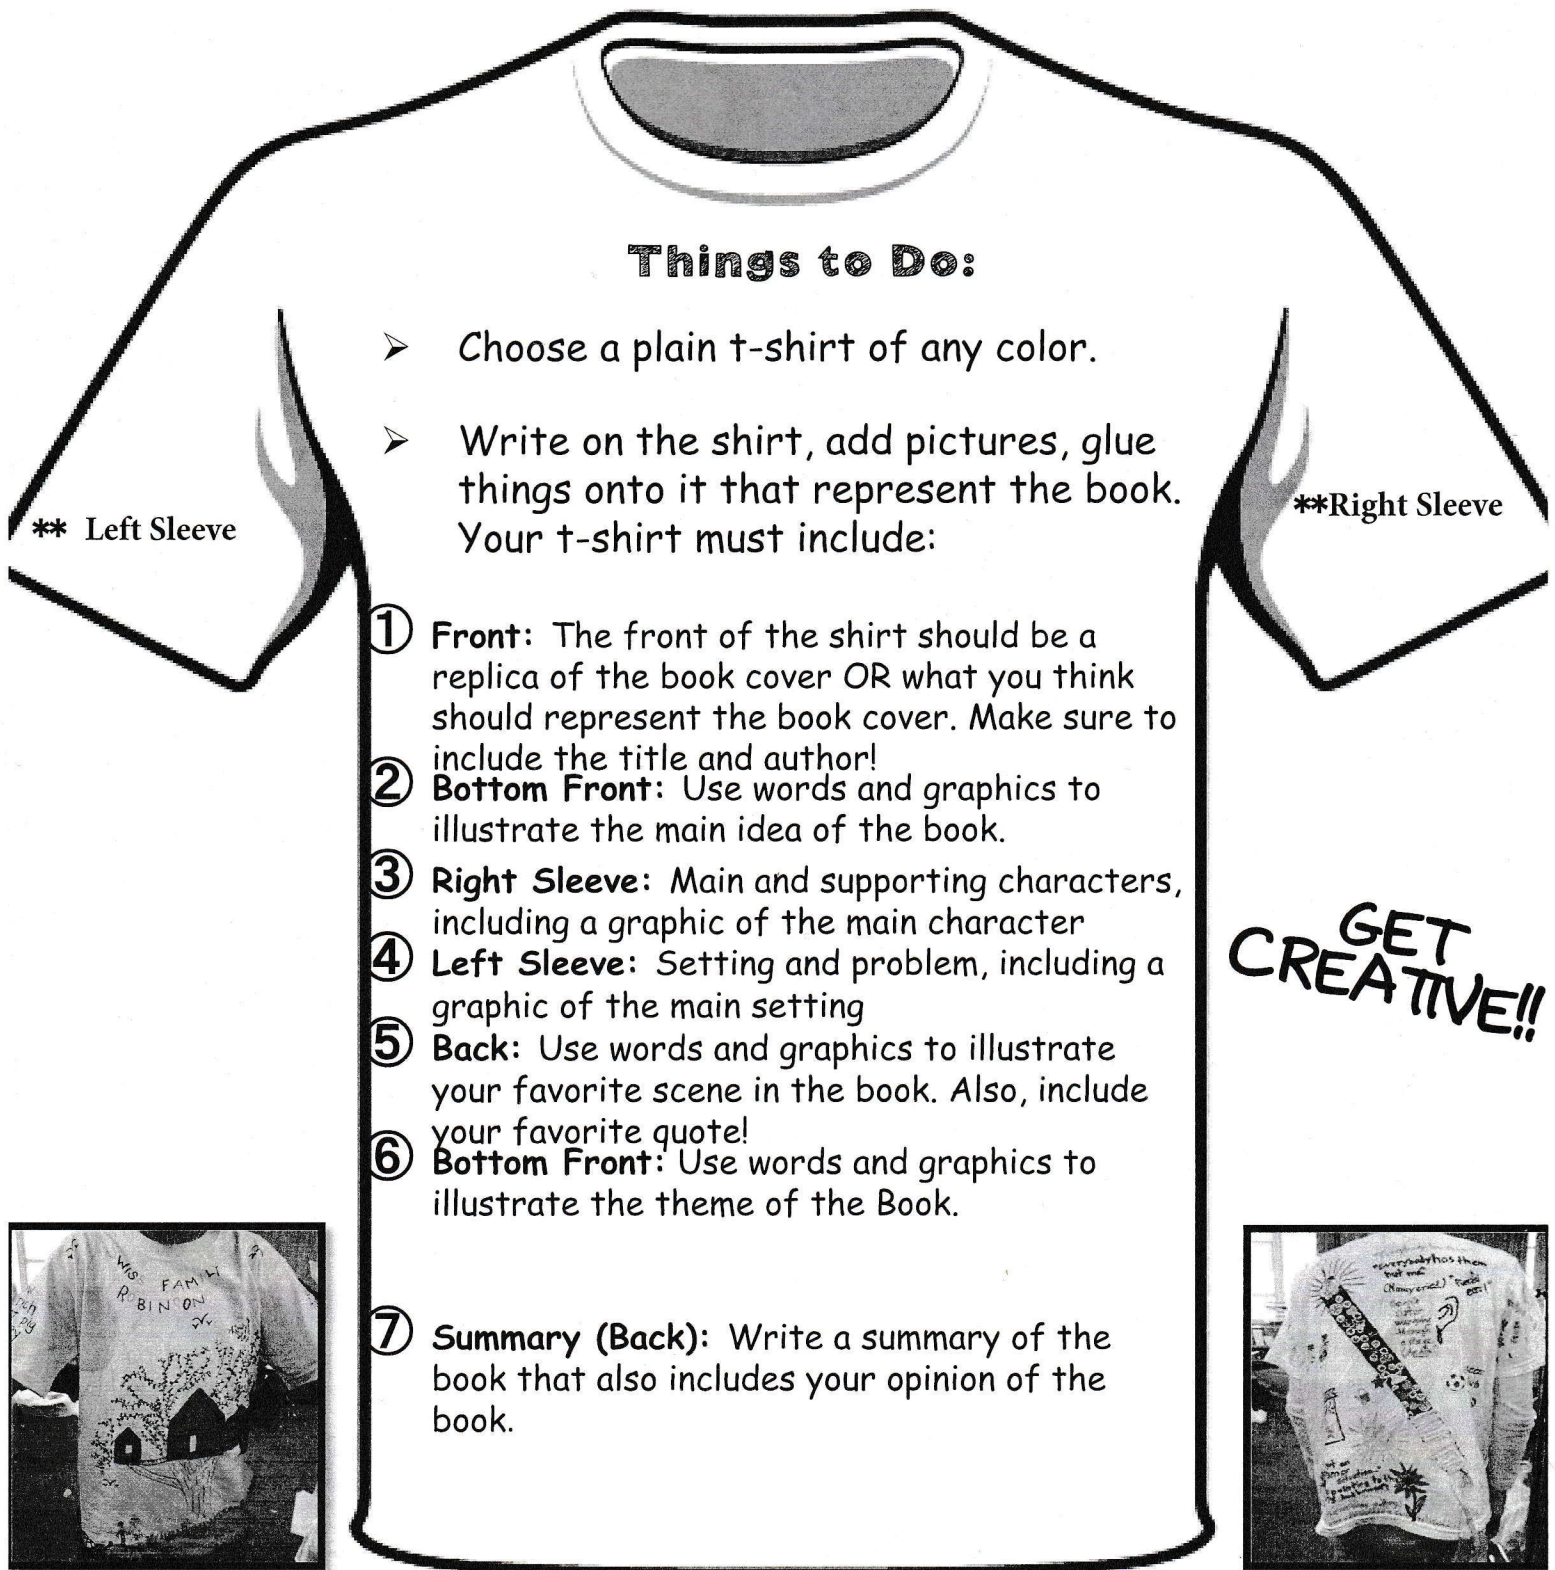 Things to Do:
➢ Choose a plain t-shirt of any color.
➢ Write on the shirt, add pictures, glue
things onto it that represent the book.
Your t-shirt must include:
** Left Sleeve
**Right Sleeve
① Front: The front of the shirt should be a
replica of the book cover OR what you think
should represent the book cover. Make sure to
include the title and author!
② Bottom Front: Use words and graphics to
illustrate the main idea of the book.
③ Right Sleeve: Main and supporting characters,
including a graphic of the main character
④ Left Sleeve: Setting and problem, including a
graphic of the main setting
⑤ Back: Use words and graphics to illustrate
your favorite scene in the book. Also, include
your favorite quote!
⑥ Bottom Front: Use words and graphics to
illustrate the theme of the Book.
⑦ Summary (Back): Write a summary of the
book that also includes your opinion of the
book.
GET
CREATIVE!!
WIS FAMILI
ROBINSON
"everybody has them
but me"